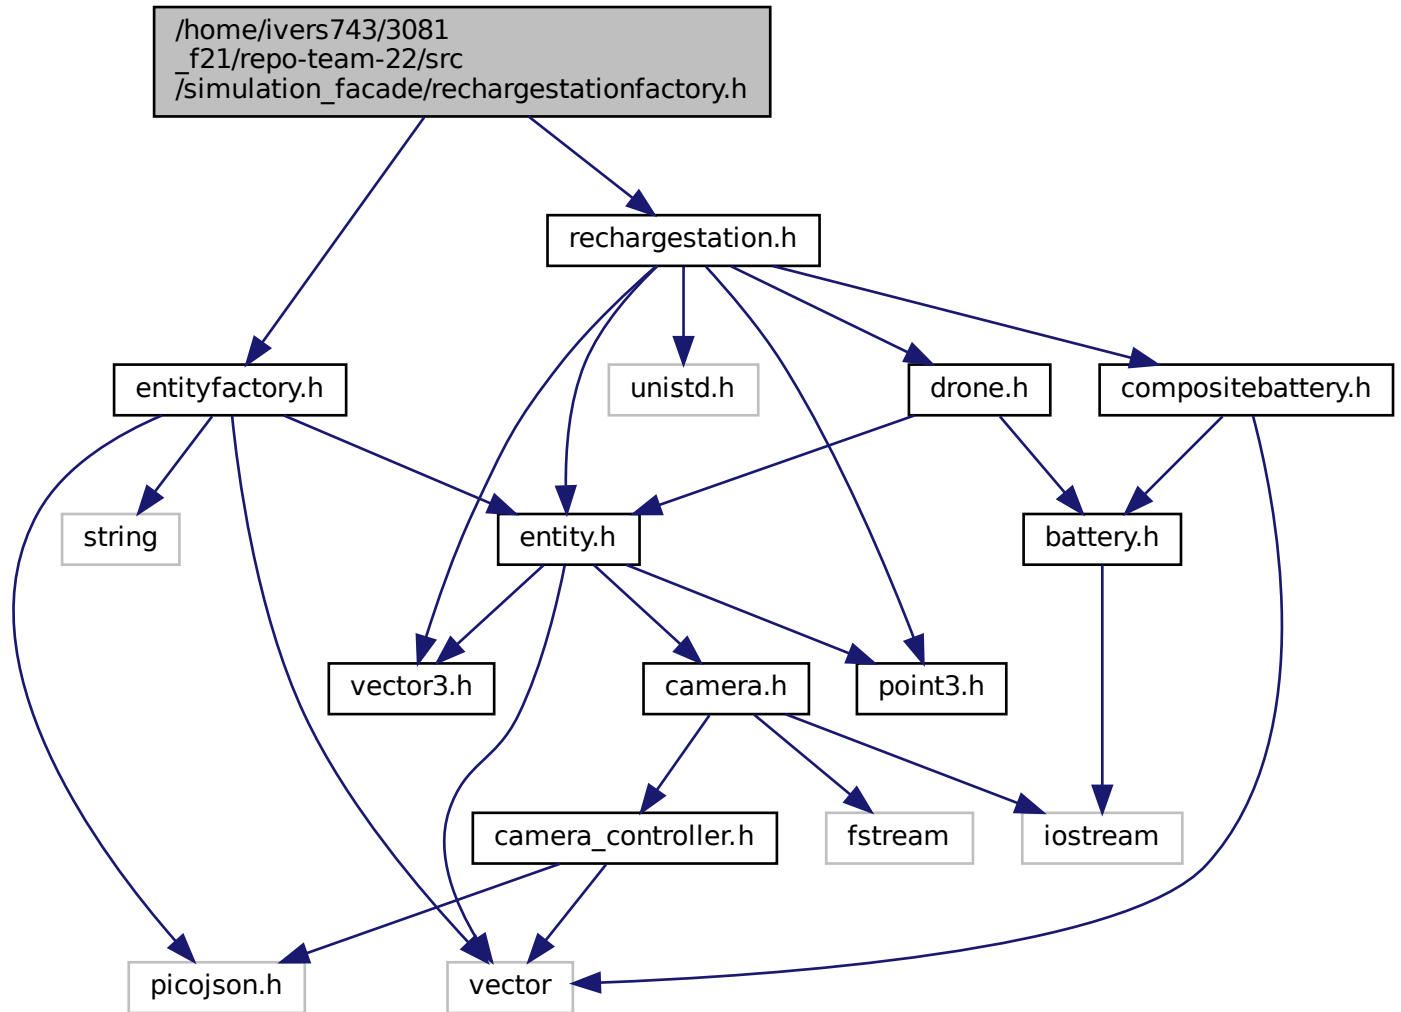 /home/ivers743/3081
_f21/repo-team-22/src
/simulation_facade/rechargestationfactory.h
rechargestation.h
entityfactory.h
unistd.h
drone.h
compositebattery.h
string
entity.h
battery.h
vector3.h
camera.h
point3.h
camera_controller.h
fstream
iostream
picojson.h
vector